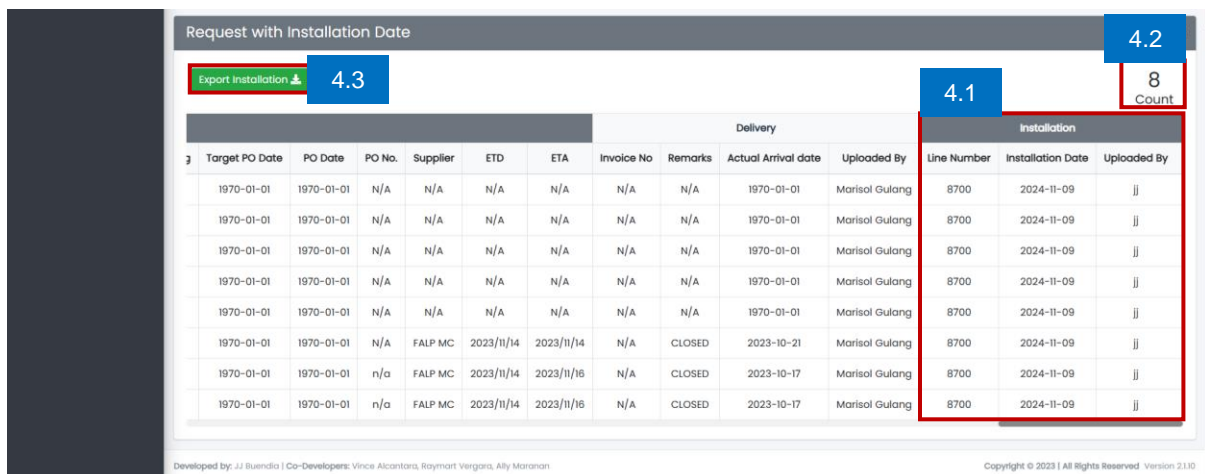 Request with Installation Date
4.2
Export Installation
4.3
4.1
8
Count
Delivery
Installation
g Target PO Date PO Date PO No. Supplier ETD ETA Invoice No Remarks Actual Arrival date Uploaded By Line Number Installation Date Uploaded By
1970-01-01 1970-01-01 N/A N/A N/A N/A N/A N/A 1970-01-01 Marisol Gulang 8700 2024-11-09 jj
1970-01-01 1970-01-01 N/A N/A N/A N/A N/A N/A 1970-01-01 Marisol Gulang 8700 2024-11-09 jj
1970-01-01 1970-01-01 N/A N/A N/A N/A N/A N/A 1970-01-01 Marisol Gulang 8700 2024-11-09 jj
1970-01-01 1970-01-01 N/A N/A N/A N/A N/A N/A 1970-01-01 Marisol Gulang 8700 2024-11-09 jj
1970-01-01 1970-01-01 N/A N/A N/A N/A N/A N/A 1970-01-01 Marisol Gulang 8700 2024-11-09 jj
1970-01-01 1970-01-01 N/A FALP MC 2023/11/14 2023/11/14 N/A CLOSED 2023-10-21 Marisol Gulang 8700 2024-11-09 jj
1970-01-01 1970-01-01 n/a FALP MC 2023/11/14 2023/11/16 N/A CLOSED 2023-10-17 Marisol Gulang 8700 2024-11-09 jj
1970-01-01 1970-01-01 n/a FALP MC 2023/11/14 2023/11/16 N/A CLOSED 2023-10-17 Marisol Gulang 8700 2024-11-09 jj
Developed by: JJ Buendia | Co-Developers: Vince Alcantara, Raymart Vergara, Ally Maranan
Copyright © 2023 | All Rights Reserved Version 2.1.10